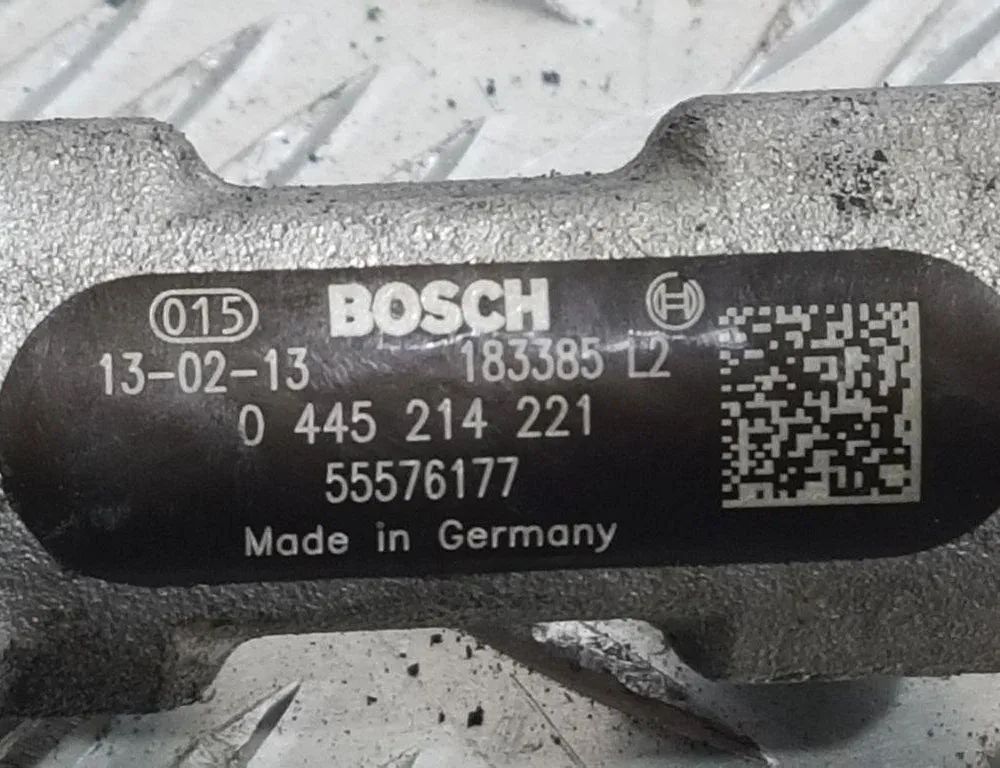 015 BOSCH
13-02-13 183385 L2
0 445 214 221
55576177
Made in Germany